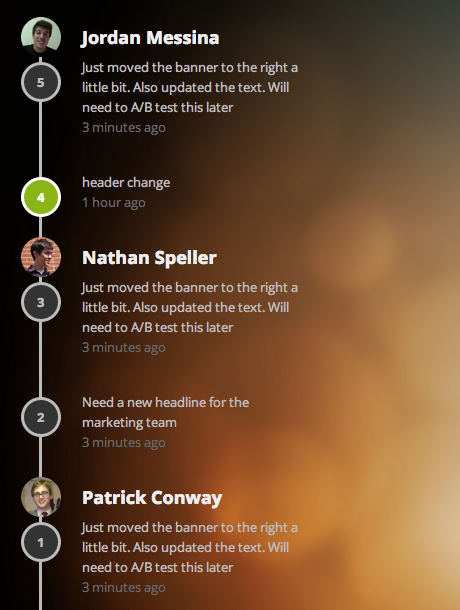 Jordan Messina
5
Just moved the banner to the right a
little bit. Also updated the text. Will
need to A/B test this later
3 minutes ago
4
header change
1 hour ago
Nathan Speller
3
Just moved the banner to the right a
little bit. Also updated the text. Will
need to A/B test this later
3 minutes ago
2
Need a new headline for the
marketing team
3 minutes ago
Patrick Conway
1
Just moved the banner to the right a
little bit. Also updated the text. Will
need to A/B test this later
3 minutes ago